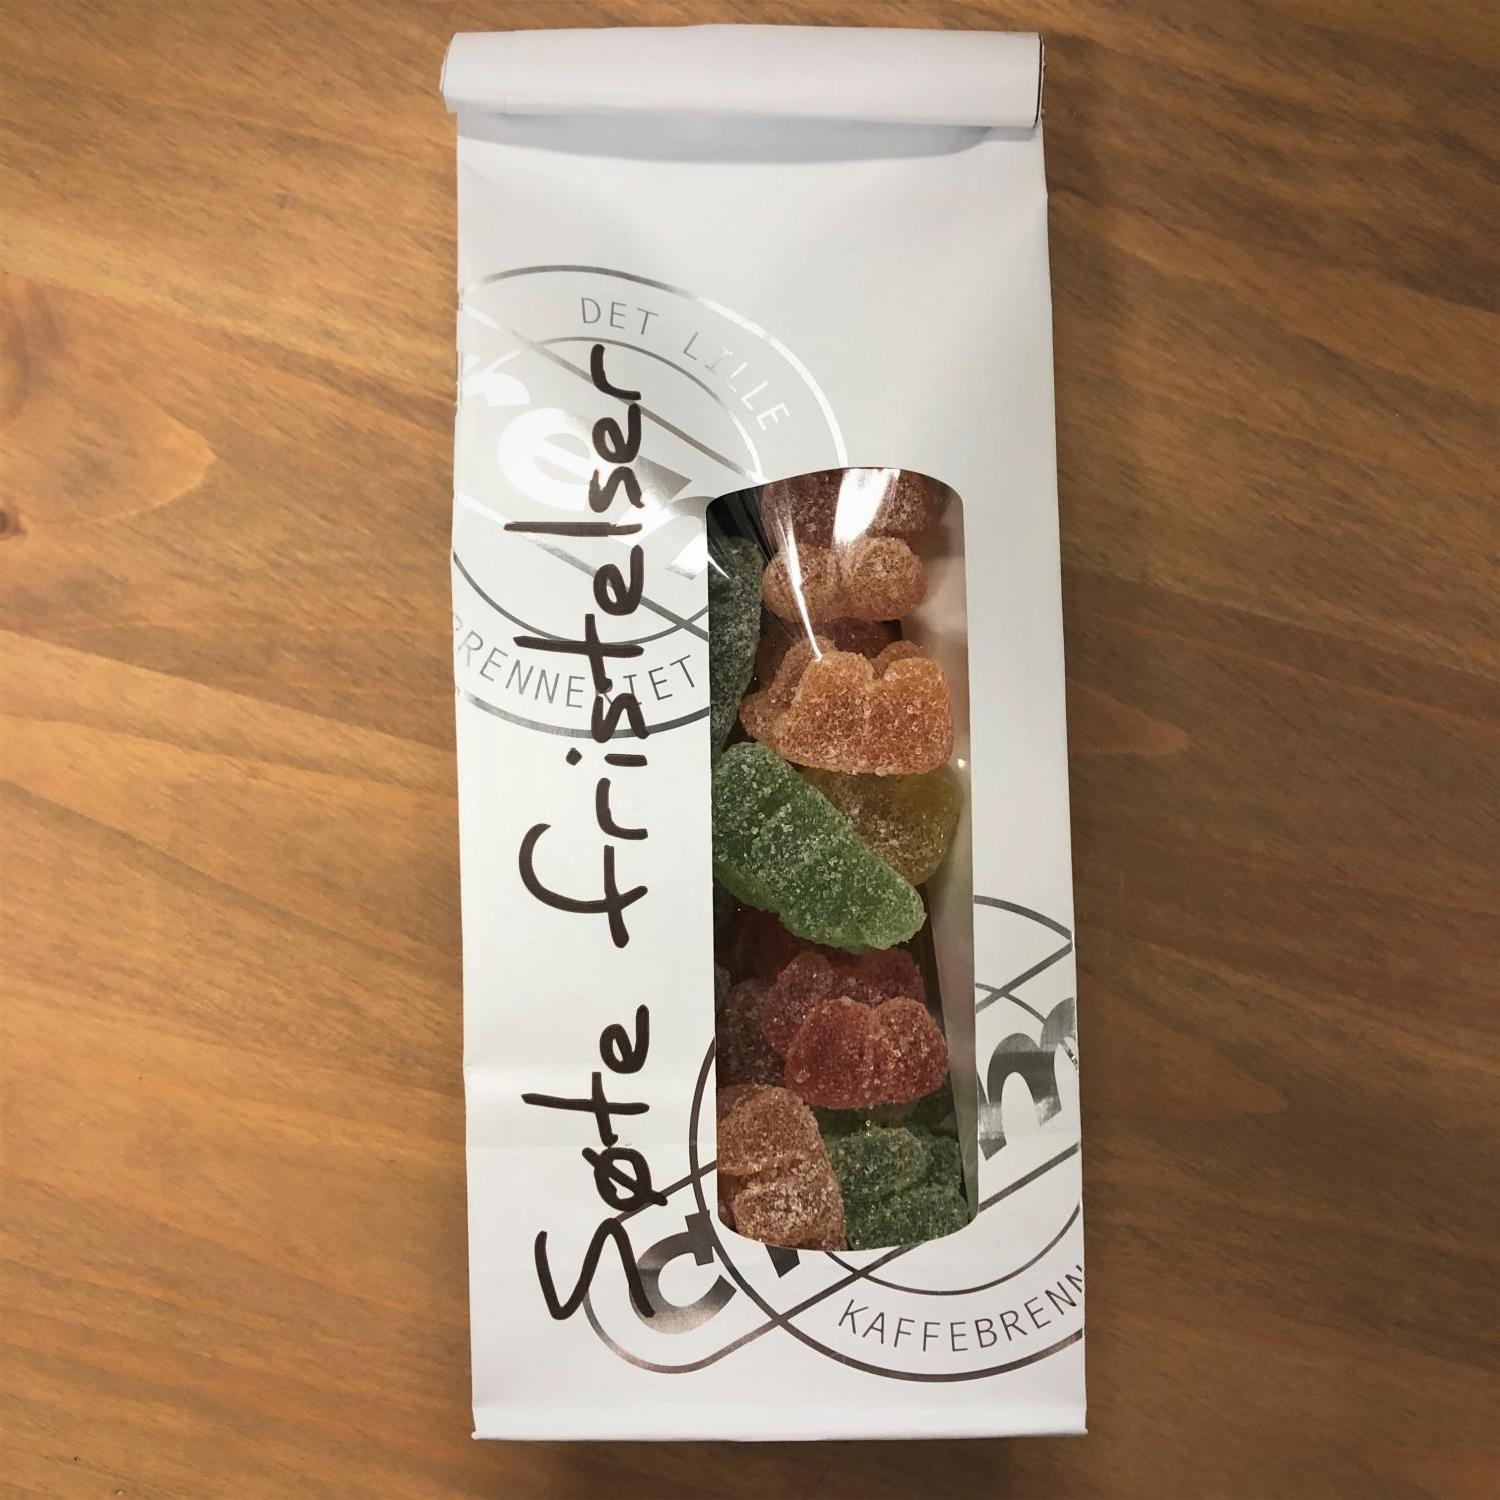 DET LILLE
BRENNERIET
Søte fristelser
KAFFEBRENN